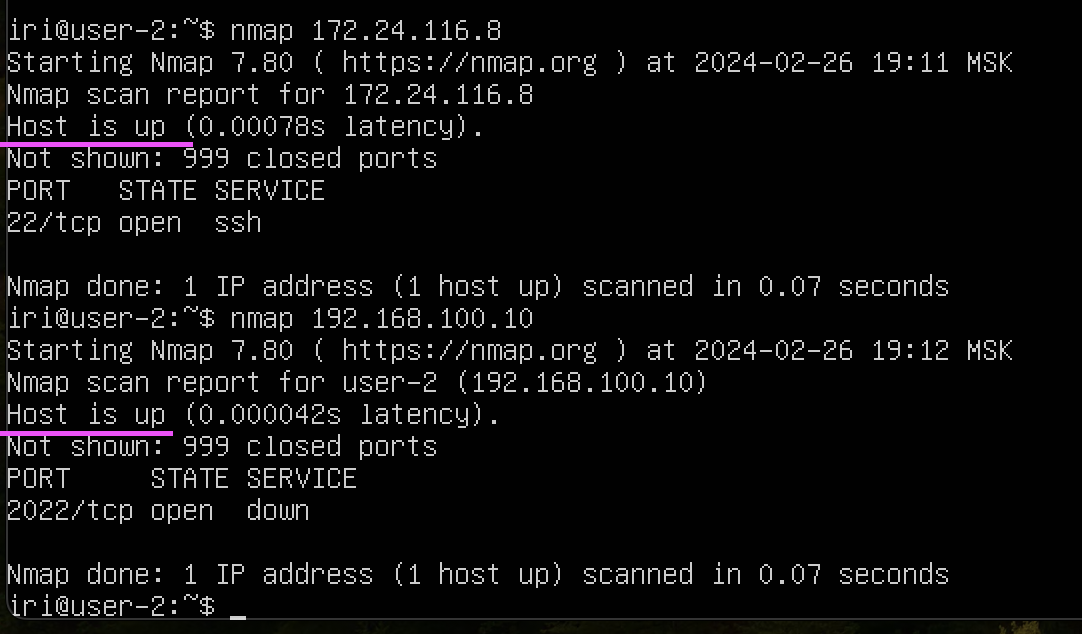 iri@user-2:~$ nmap 172.24.116.8
Starting Nmap 7.80 ( https://nmap.org ) at 2024-02-26 19:11 MSK
Nmap scan report for 172.24.116.8
Host is up (0.00078s latency).
Not shown: 999 closed ports
PORT   STATE SERVICE
22/tcp open  ssh

Nmap done: 1 IP address (1 host up) scanned in 0.07 seconds
iri@user-2:~$ nmap 192.168.100.10
Starting Nmap 7.80 ( https://nmap.org ) at 2024-02-26 19:12 MSK
Nmap scan report for user-2 (192.168.100.10)
Host is up (0.000042s latency).
Not shown: 999 closed ports
PORT     STATE SERVICE
2022/tcp open  down

Nmap done: 1 IP address (1 host up) scanned in 0.07 seconds
iri@user-2:~$ _